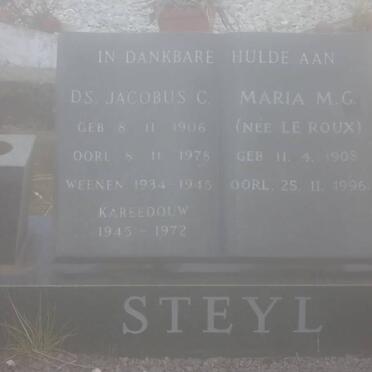 IN DANKBARE HULDE AAN
DS. JACOBUS C.
GEB 8. 11. 1906
OORL 8. 11. 1978
WEENEN 1934-1945
KAREEDOUW
1945 - 1972
MARIA M.G.
(NEE LE ROUX)
GEB 11. 4. 1908
OORL. 25. 11. 1996
STEYL